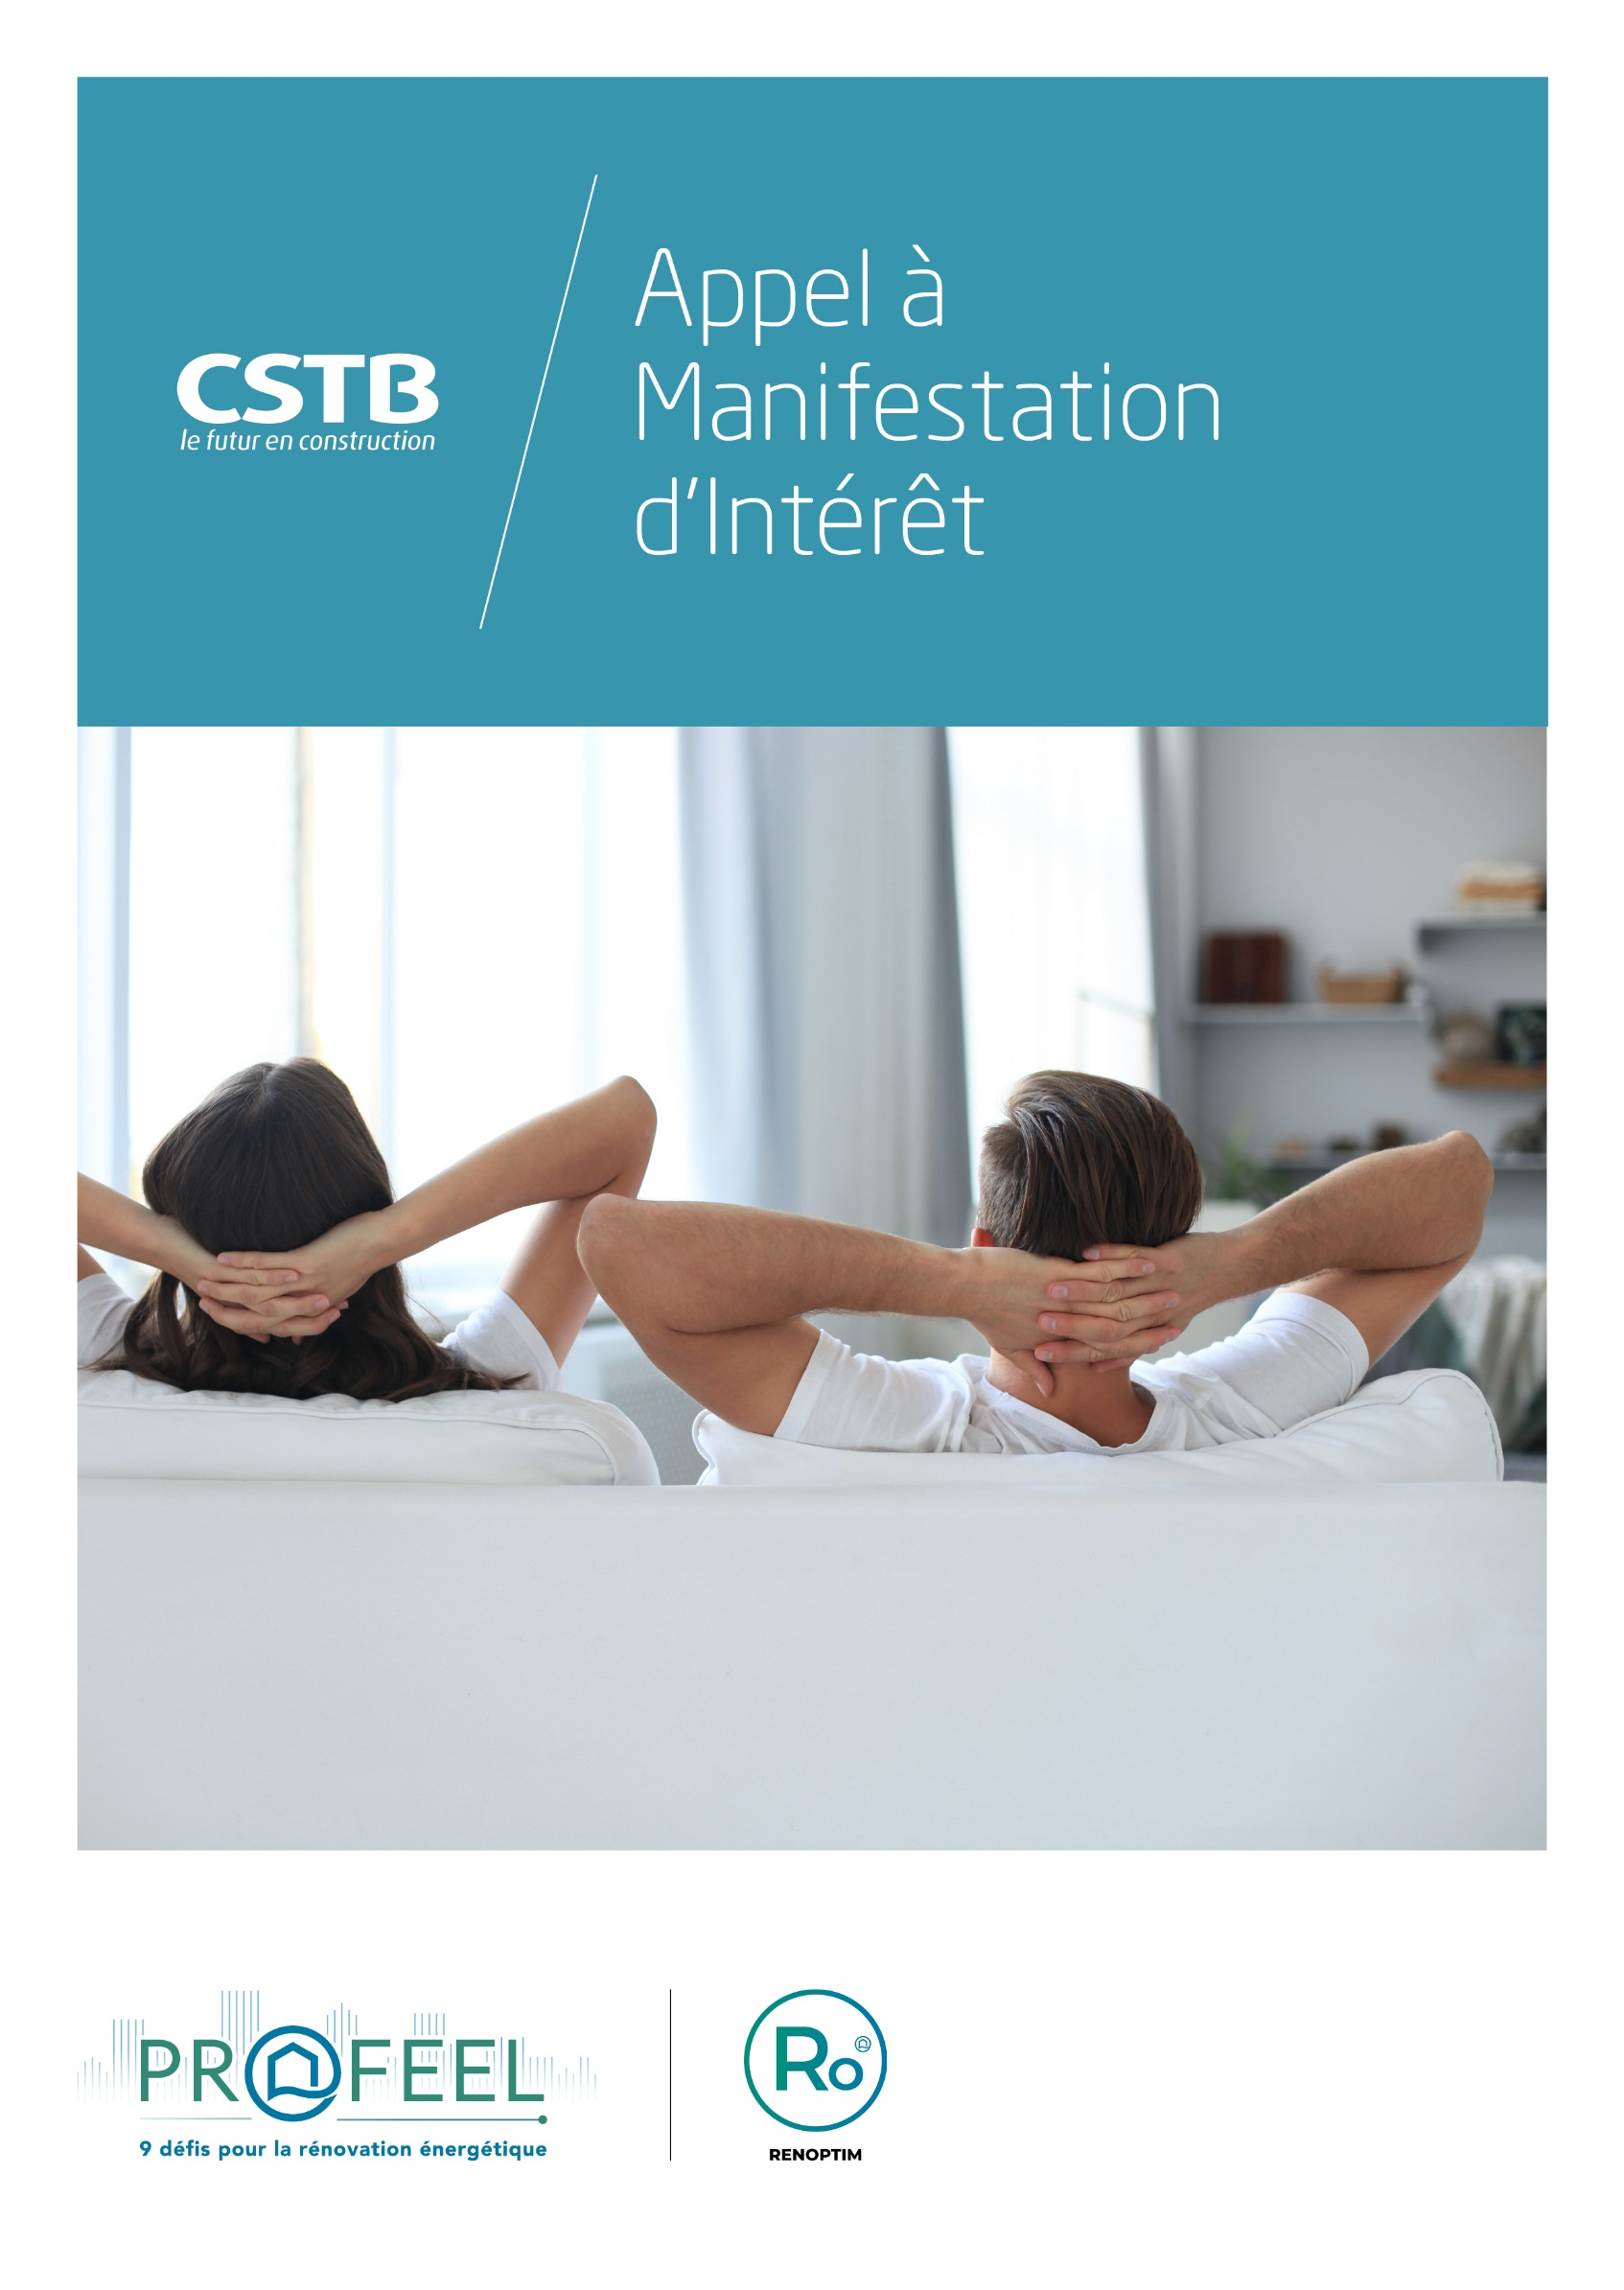 CSTB
le futur en construction
Appel à
Manifestation
d'Intérêt
PROFEEL
9 défis pour la rénovation énergétique
Ro
RENOPTIM